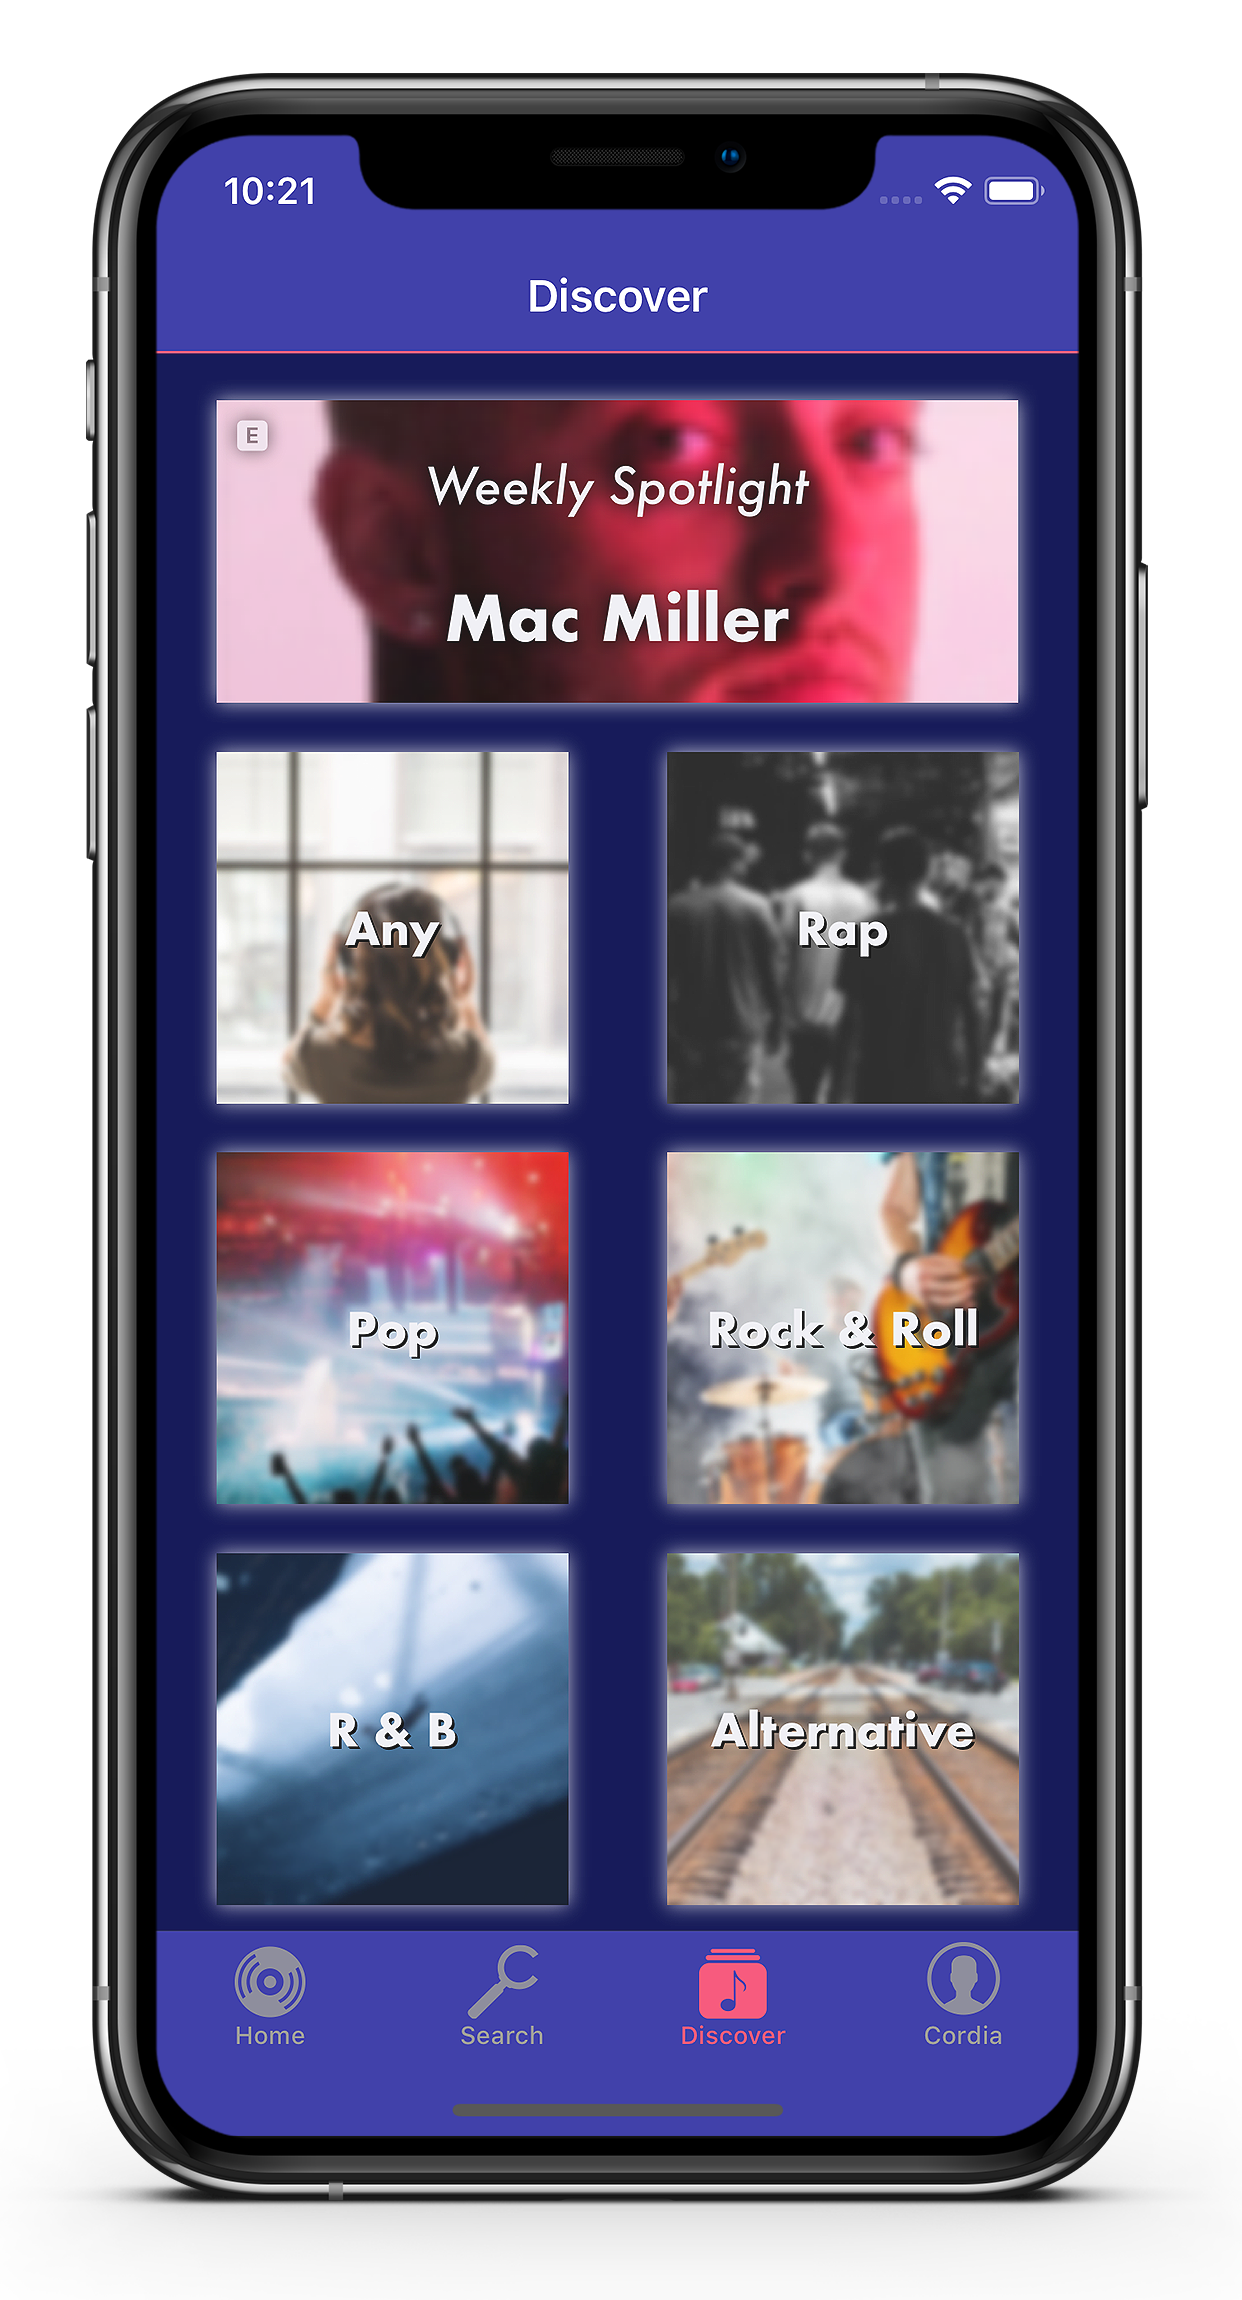 10:21
Discover
E
Weekly Spotlight
Mac Miller
Any
Rap
Pop
Rock & Roll
R & B
Alternative
Home
Search
Discover
Cordia